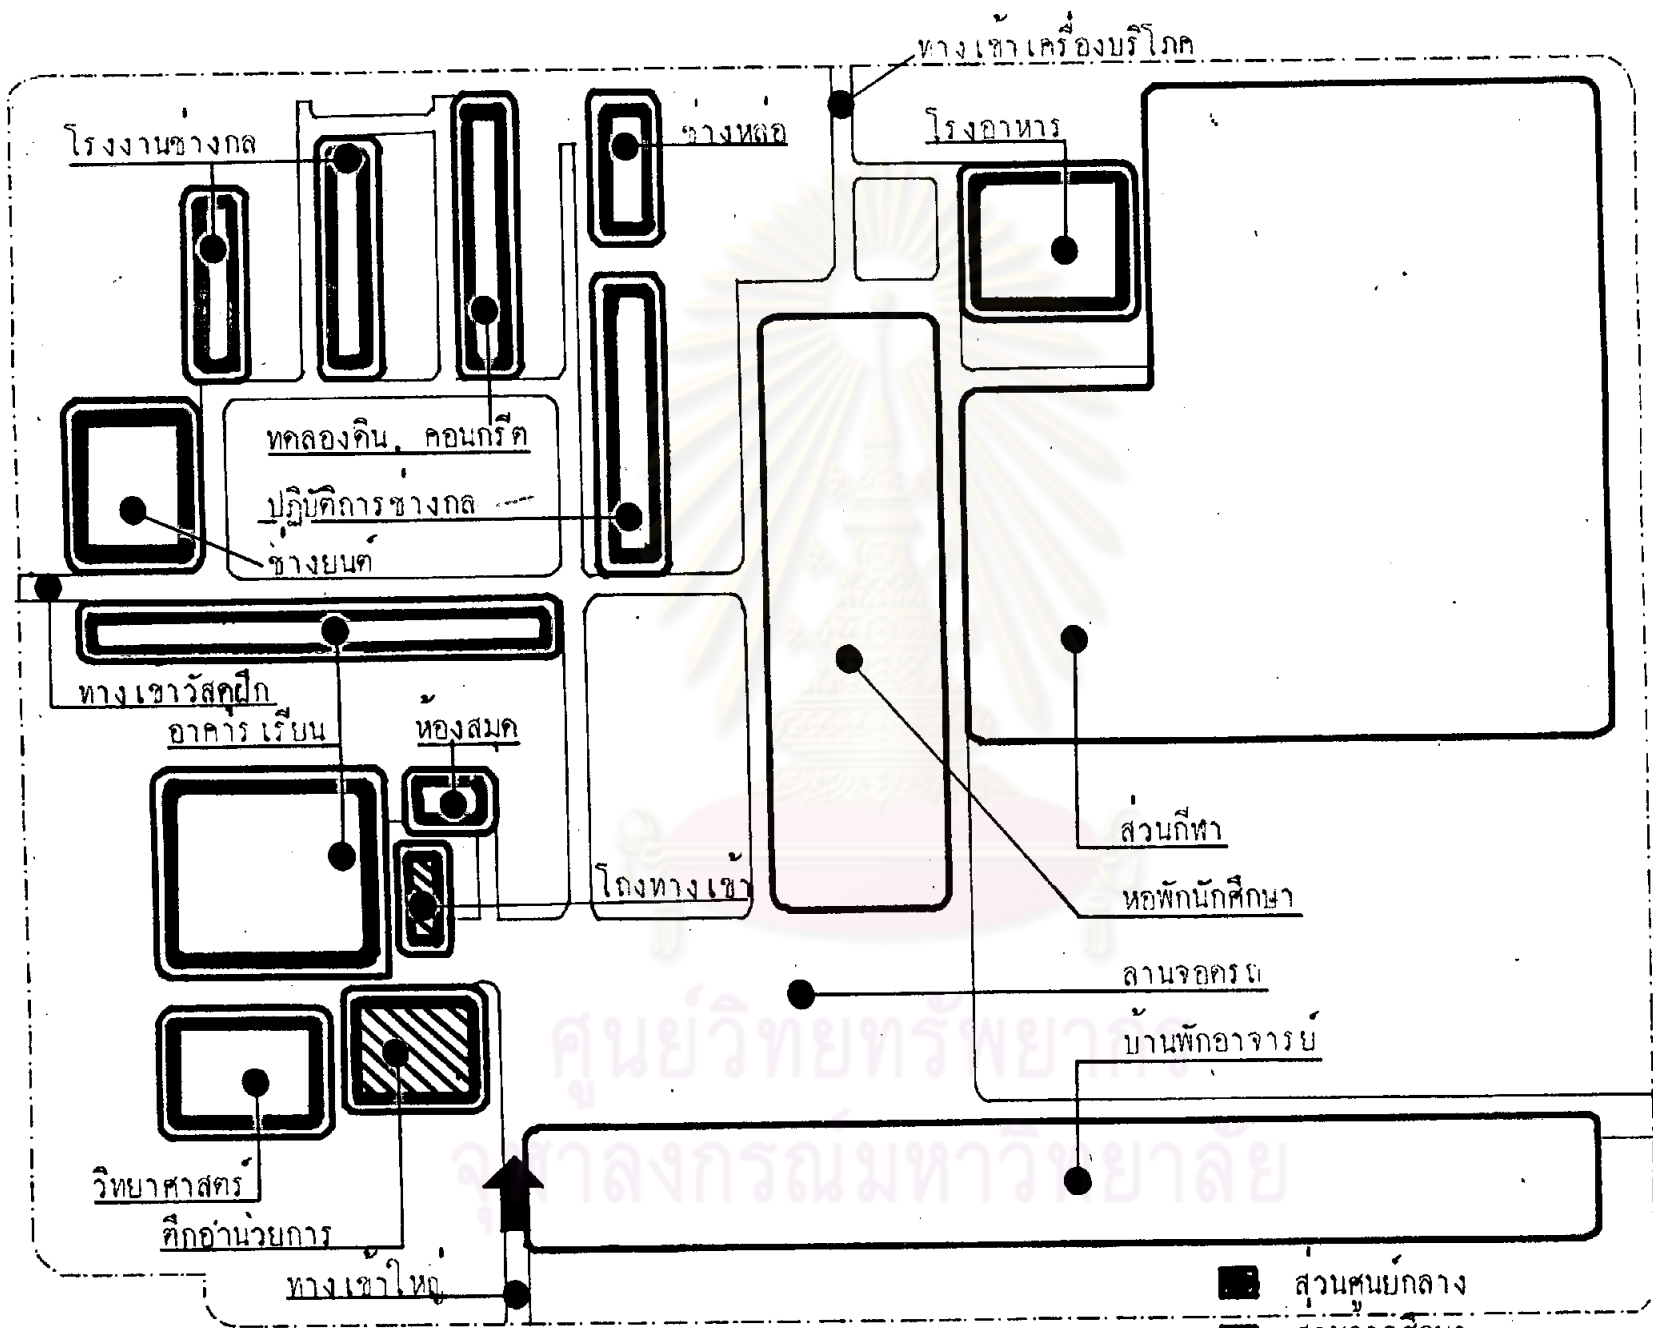 ทางเข้าเครื่องบริโภค
โรงงานช่างกล
ช่างหล่อ
โรงอาหาร
ทดลองดิน, คอนกรีต
ปฏิบัติการช่างกล
ช่างยนต์
ทางเขาวัสดุฝึก
อาคารเรียน
ห้องสมุด
ส่วนกีฬา
โถงทางเข้า
หอพักนักศึกษา
ลานจอดรถ
บ้านพักอาจารย์
ศูนย์วิทยทรัพยากร
จุฬาลงกรณ์มหาวิทยาลัย
วิทยาศาสตร์
ตึกอำนวยการ
ทางเข้าใหญ่
ส่วนศูนย์กลาง